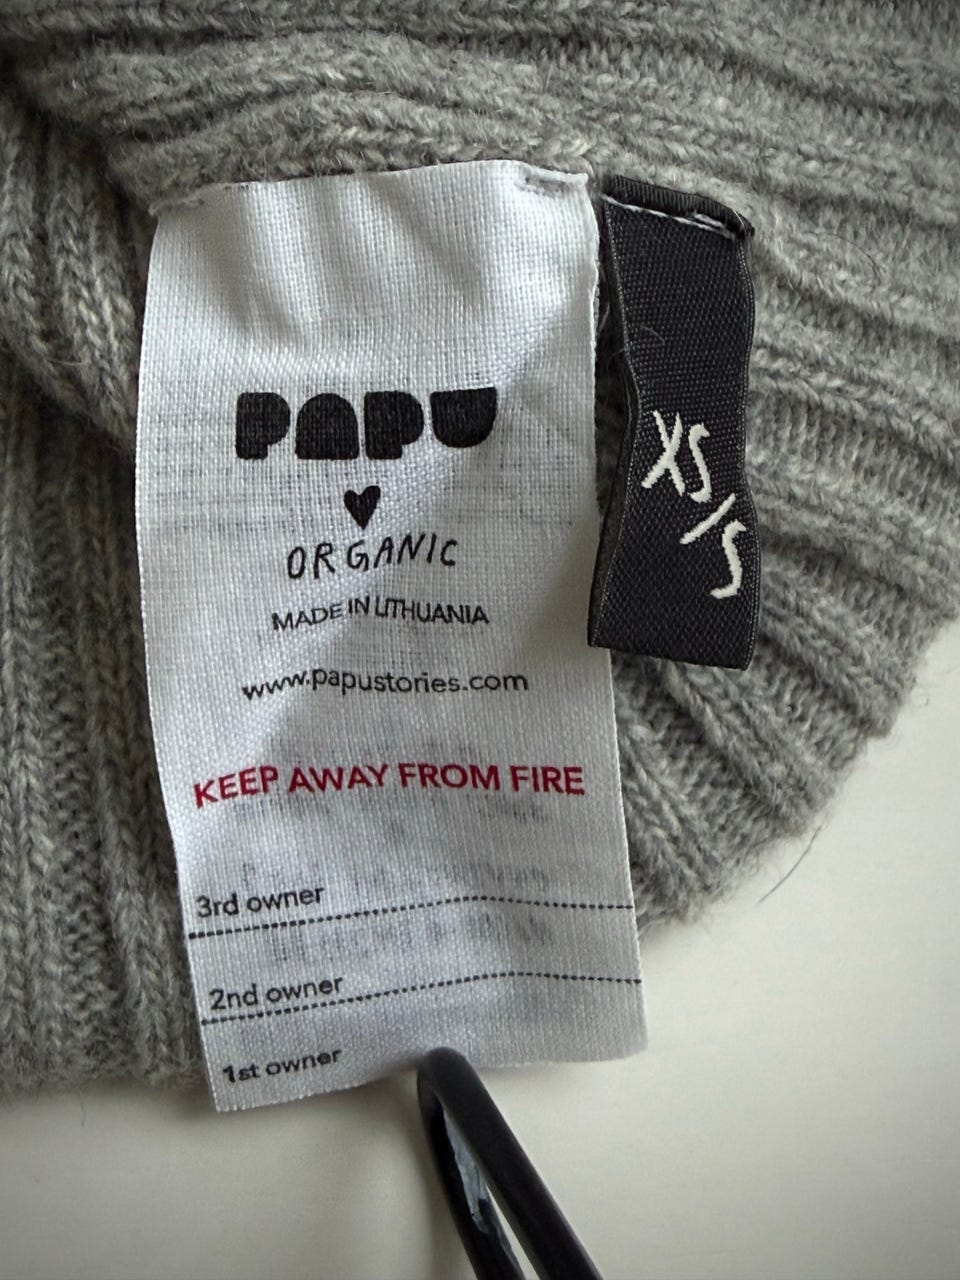 PAPU
ORGANIC
MADE IN LITHUANIA
www.papustories.com
KEEP AWAY FROM FIRE
3rd owner
2nd owner
1st owner
XS/S